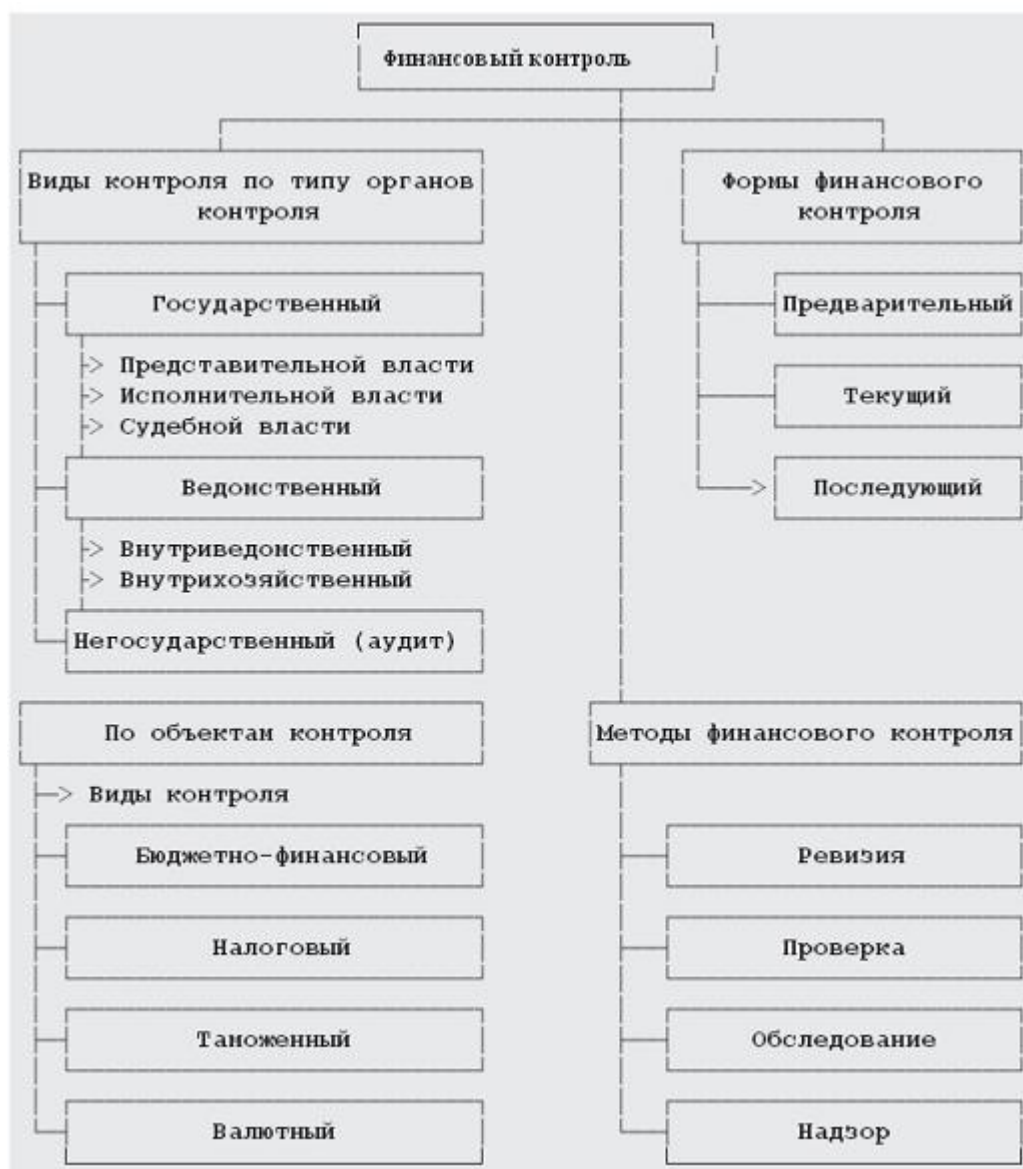 Финансовый контроль
Виды контроля по типу органов
контроля
Государственный
Представительной власти
Исполнительной власти
Судебной власти
Ведомственный
Внутриведомственный
Внутрихозяйственный
Негосударственный (аудит)
Формы финансового
контроля
Предварительный
Текущий
Последующий
По объектам контроля
Виды контроля
Бюджетно-финансовый
Налоговый
Таможенный
Валютный
Методы финансового контроля
Ревизия
Проверка
Обследование
Надзор